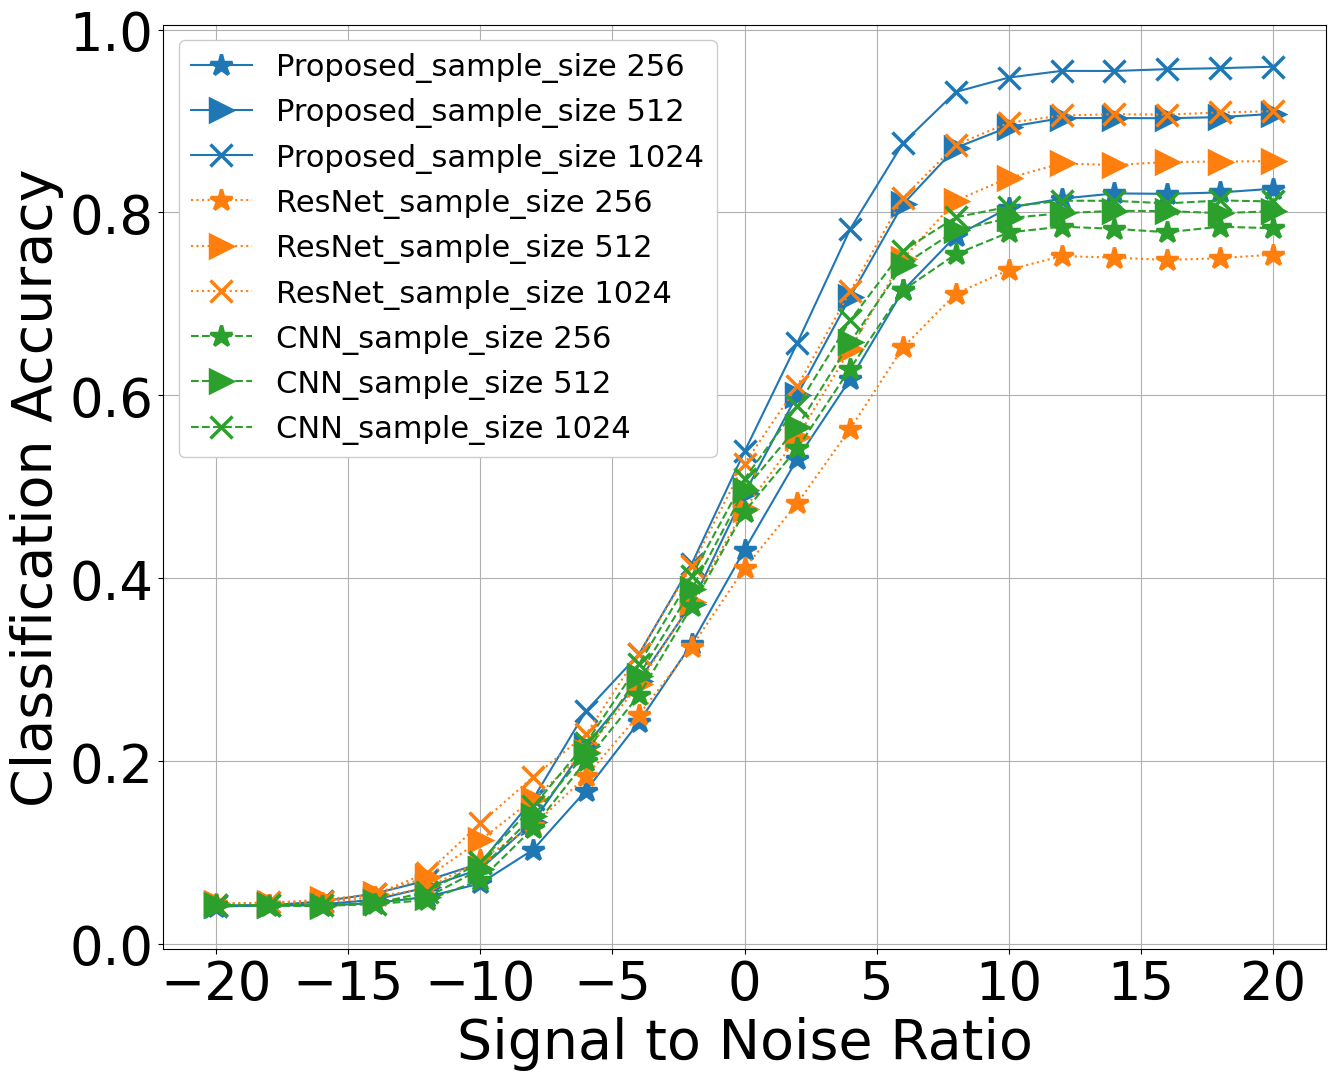 1.0
0.8
0.6
0.4
0.2
0.0
Classification Accuracy
Proposed_sample_size 256
Proposed_sample_size 512
Proposed_sample_size 1024
ResNet_sample_size 256
ResNet_sample_size 512
ResNet_sample_size 1024
CNN_sample_size 256
CNN_sample_size 512
CNN_sample_size 1024
−20 −15 −10 −5 0 5 10 15 20
Signal to Noise Ratio